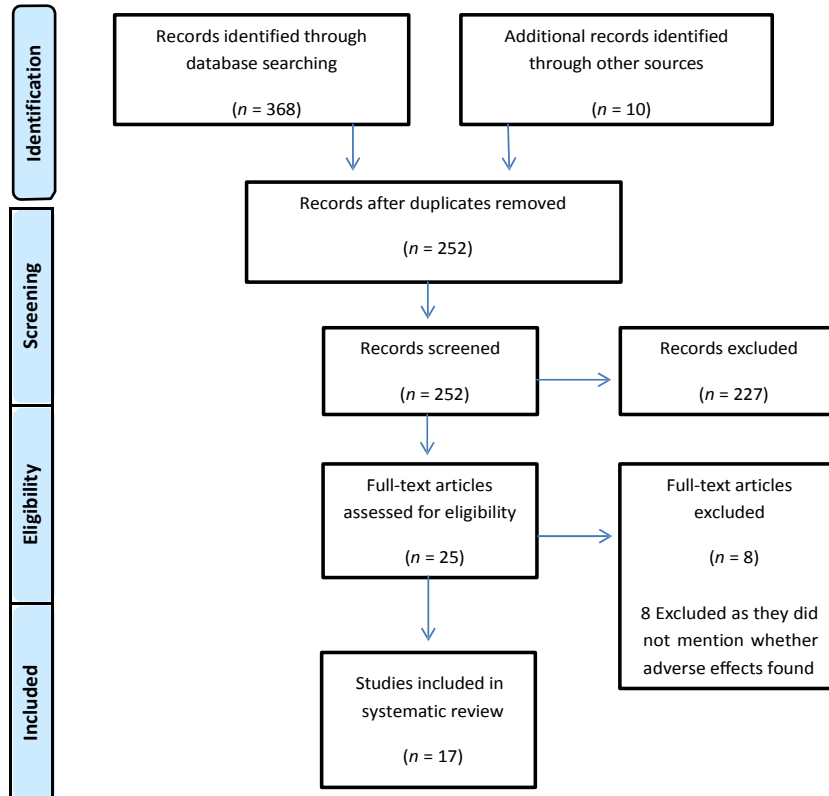 Identification
Records identified through
database searching
(n = 368)
Additional records identified
through other sources
(n = 10)
Records after duplicates removed
(n = 252)
Screening
Records screened
(n = 252)
Records excluded
(n = 227)
Eligibility
Full-text articles
assessed for eligibility
(n = 25)
Full-text articles
excluded
(n = 8)
8 Excluded as they did
not mention whether
adverse effects found
Included
Studies included in
systematic review
(n = 17)